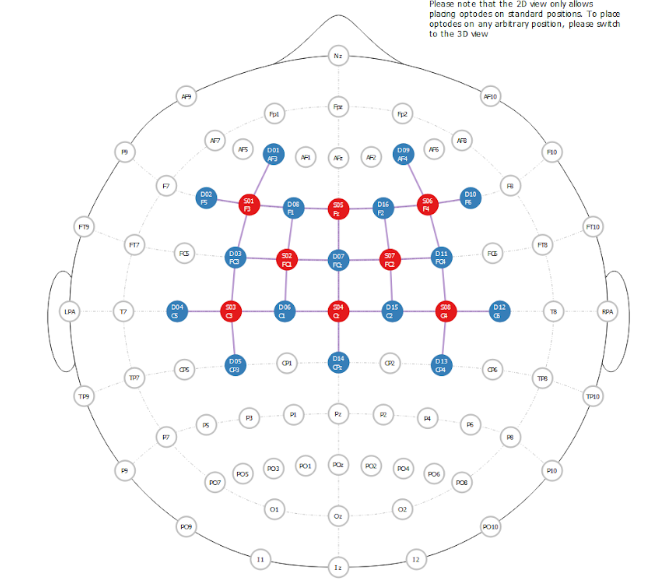 Please note that the 2D view only allows
placing optodes on standard positions. To place
optodes on any arbitrary position, please switch
to the 3D view
Nz
AF9 AF10
Fp1 Fpz Fp2
AF7 AF5 D01 AF3 AF1 AFz AF2 D09 AF4 AF6 AF8
F9 F10
F7 D02 F5 S01 F3 D08 F1 S05 Fz D16 F2 S06 F4 D10 F6 F8
FT9 FT10
FT7 FC5 D03 FC3 S02 FC1 D07 FCz S07 FC2 D11 FC4 FC6 FT8
LPA T7 D04 C5 S03 C3 D06 C1 S04 Cz D15 C2 S08 C4 D12 C6 T8 RPA
TP7 CP5 D05 CP3 CP1 D14 CPz CP2 D13 CP4 CP6 TP8
TP9 TP10
P7 P5 P3 P1 Pz P2 P4 P6 P8
P9 P10
PO7 PO5 PO3 PO1 POz PO2 PO4 PO6 PO8
O1 Oz O2
PO9 PO10
I1 Iz I2